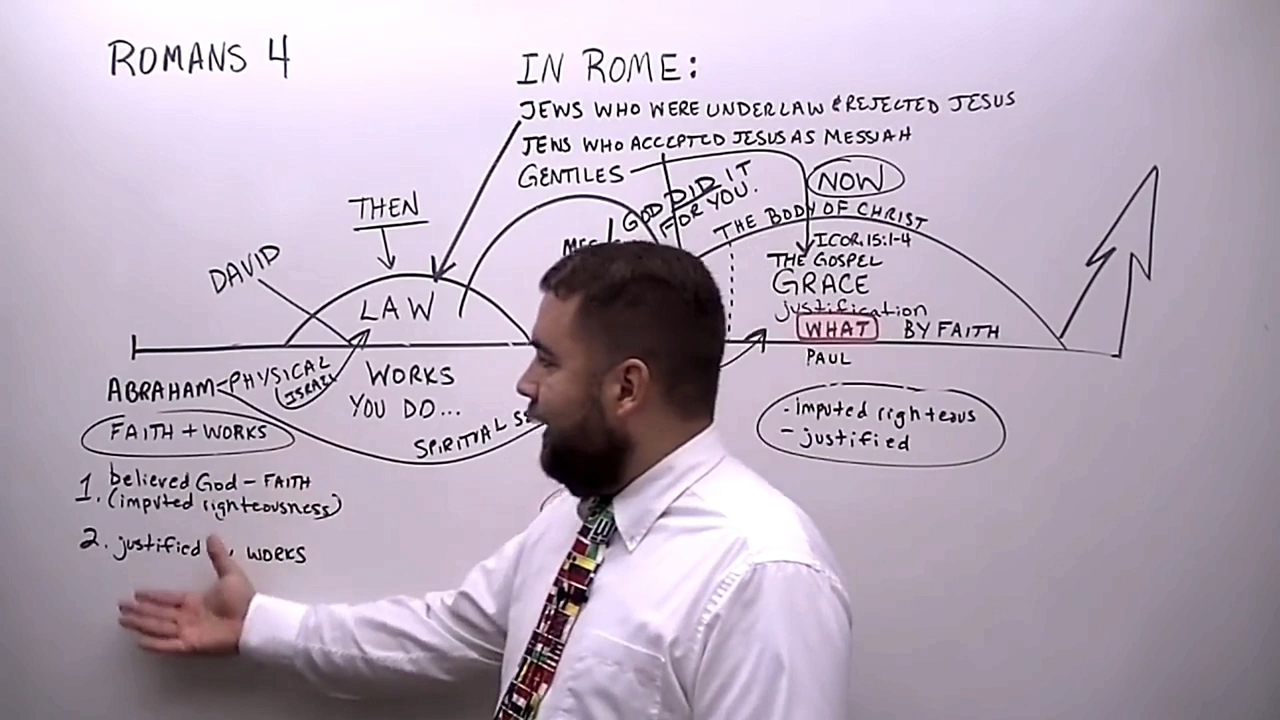 ROMANS 4
IN ROME:
JEWS WHO WERE UNDER LAW & REJECTED JESUS
JEWS WHO ACCEPTED JESUS AS MESSIAH
GENTILES
GOD DID IT
FOR YOU.
NOW
THEN
THE BODY OF CHRIST
DAVID
I COR. 15:1-4
THE GOSPEL
GRACE
LAW
justification
WHAT BY FAITH
PAUL
ABRAHAM PHYSICAL
ISRAEL
WORKS
YOU DO...
SPIRITUAL
FAITH + WORKS
- imputed righteous
- justified
1. believed God - FAITH
(imputed righteousness)
2. justified WORKS